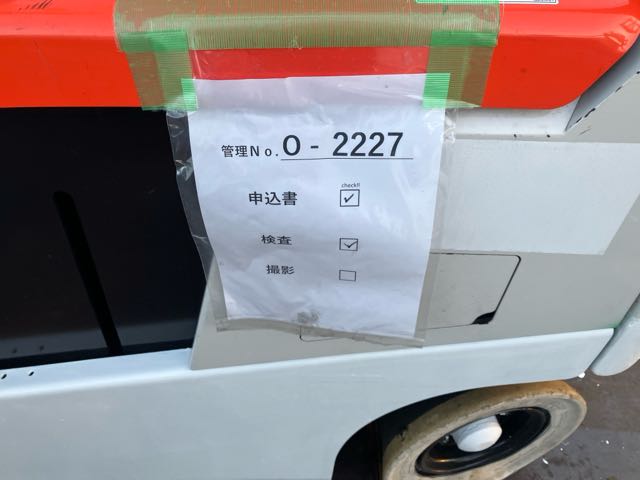 管理No. O - 2227
check!!
申込書 ☑
検査 ☑
撮影 ☐